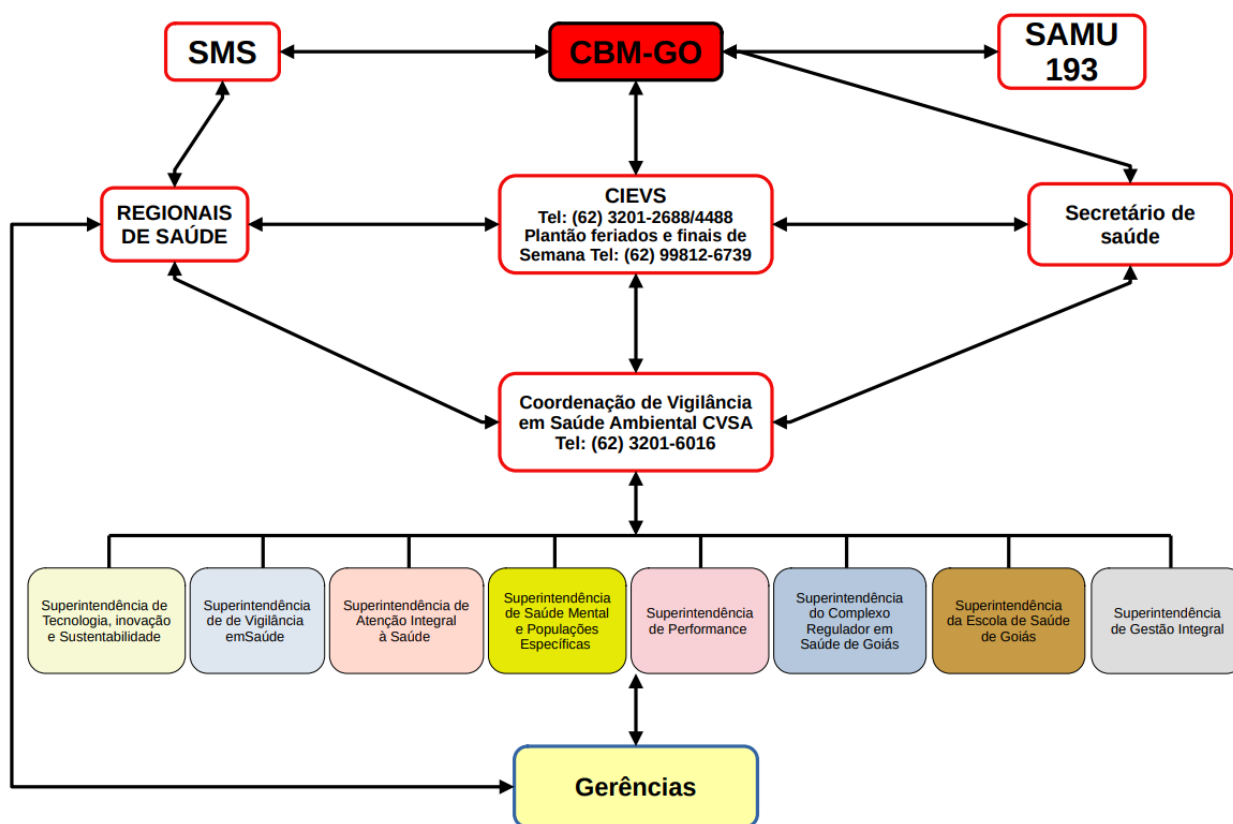 SMS
CBM-GO
SAMU
193
REGIONAIS
DE SAÚDE
CIEVS
Tel: (62) 3201-2688/4488
Plantão feriados e finais de
Semana Tel: (62) 99812-6739
Secretário de
saúde
Coordenação de Vigilância
em Saúde Ambiental CVSA
Tel: (62) 3201-6016
Superintendência de
Tecnologia, inovação
e Sustentabilidade
Superintendência
de de Vigilância
emSaúde
Superintendência de
Atenção Integral
à Saúde
Superintendência
de Saúde Mental
e Populações
Específicas
Superintendência
de Performance
Superintendência
do Complexo
Regulador em
Saúde de Goiás
Superintendência
da Escola de Saúde
de Goiás
Superintendência
de Gestão Integral
Gerências